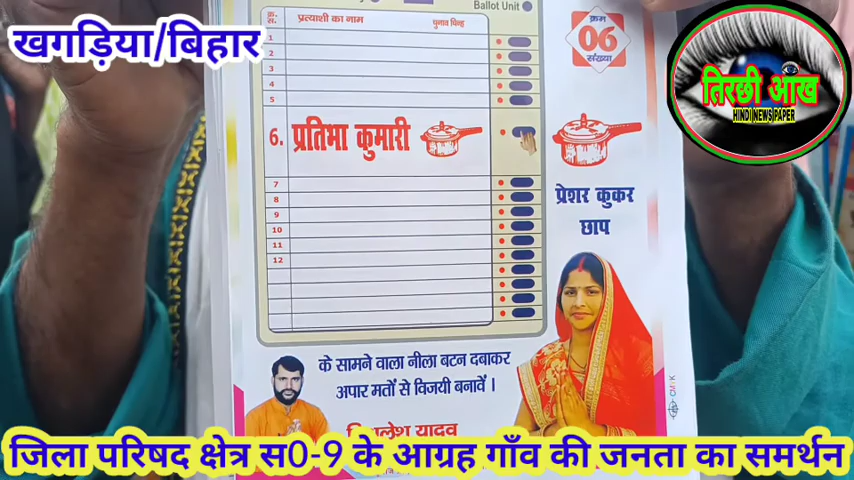 Ballot Unit
खगड़िया/बिहार
क्र. सं.
प्रत्याशी का नाम
चुनाव चिन्ह
1
2
3
4
5
6. प्रतिभा कुमारी
7
8
9
10
11
12
क्रम
06
संख्या
तिरछी आंख
HINDI NEWS PAPER
प्रेशर कुकर
छाप
के सामने वाला नीला बटन दबाकर
अपार मतों से विजयी बनावें ।
यादव
CMYK
जिला परिषद क्षेत्र स0-9 के आग्रह गाँव की जनता का समर्थन